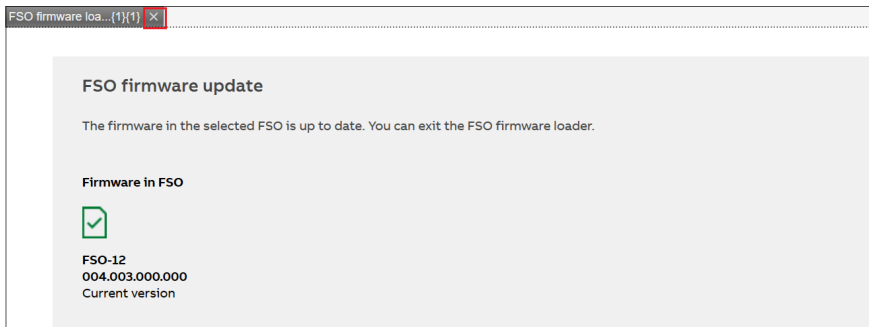 FSO firmware loa...{1}{1}
FSO firmware update
The firmware in the selected FSO is up to date. You can exit the FSO firmware loader.
Firmware in FSO
FSO-12
004.003.000.000
Current version